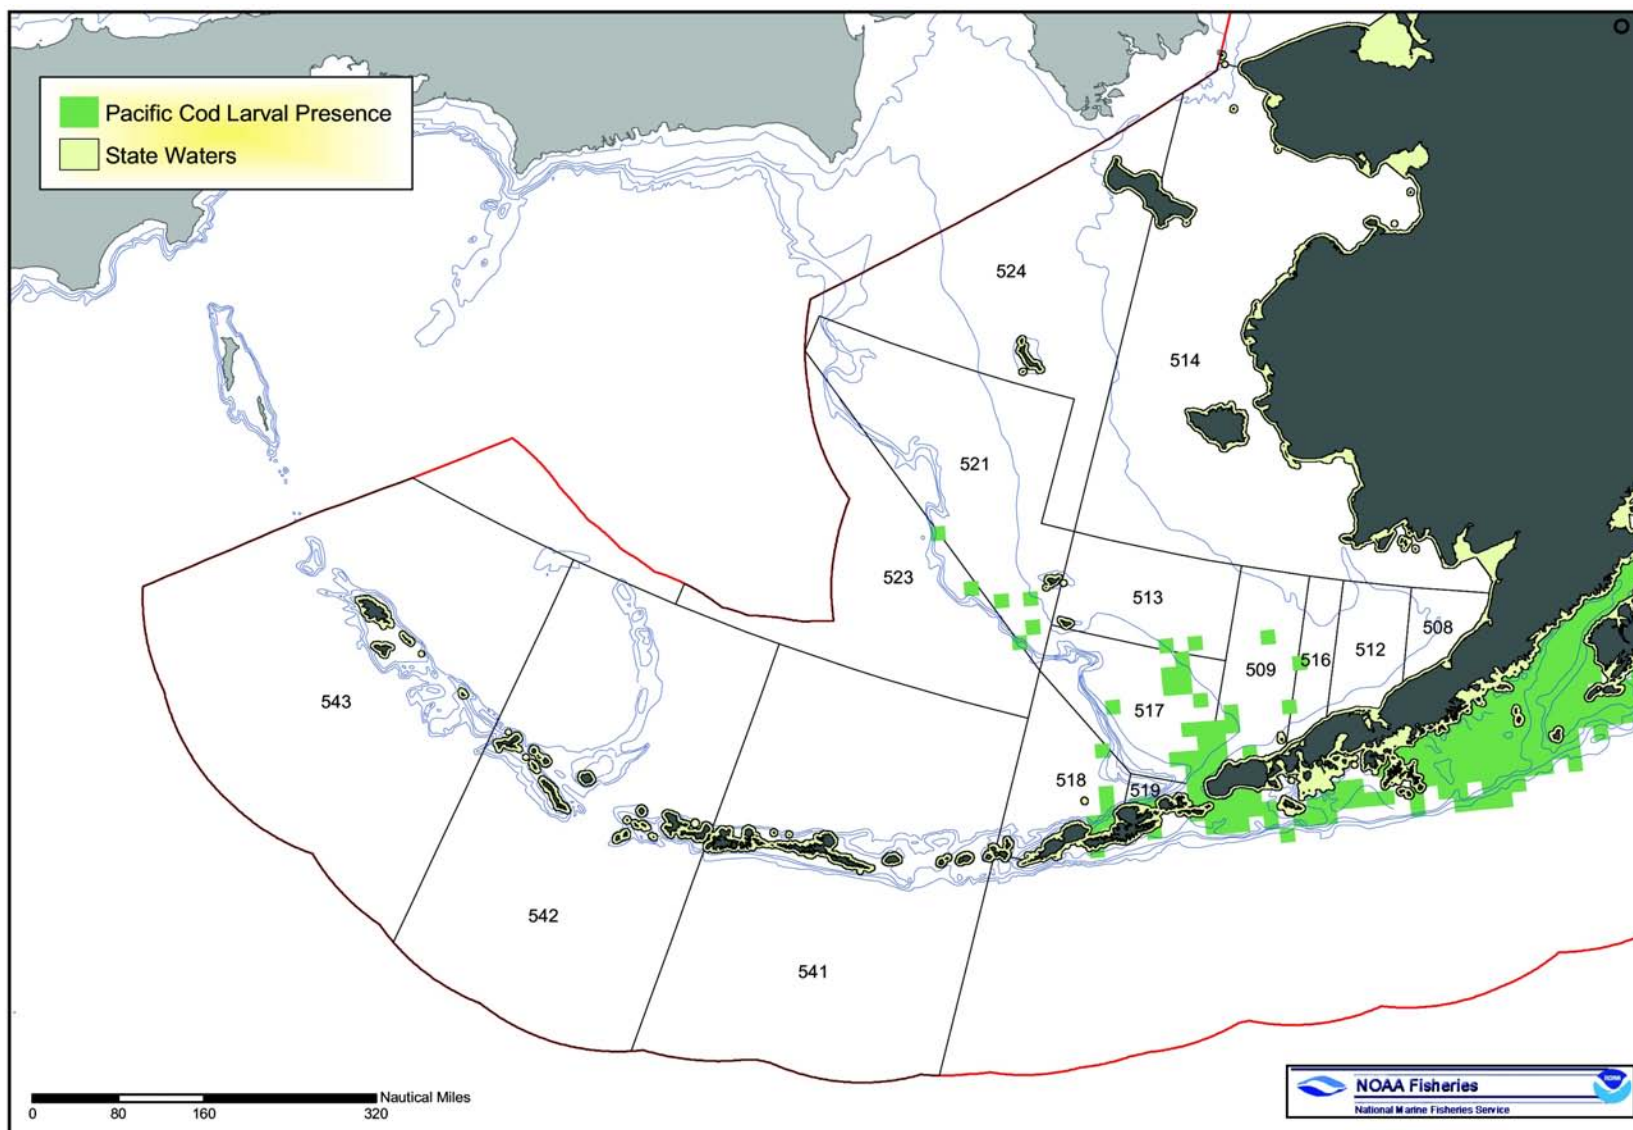 Pacific Cod Larval Presence
State Waters
524
514
521
523
513
508
512
516
509
517
543
518
519
542
541
Nautical Miles
0 80 160 320
NOAA Fisheries
National Marine Fisheries Service